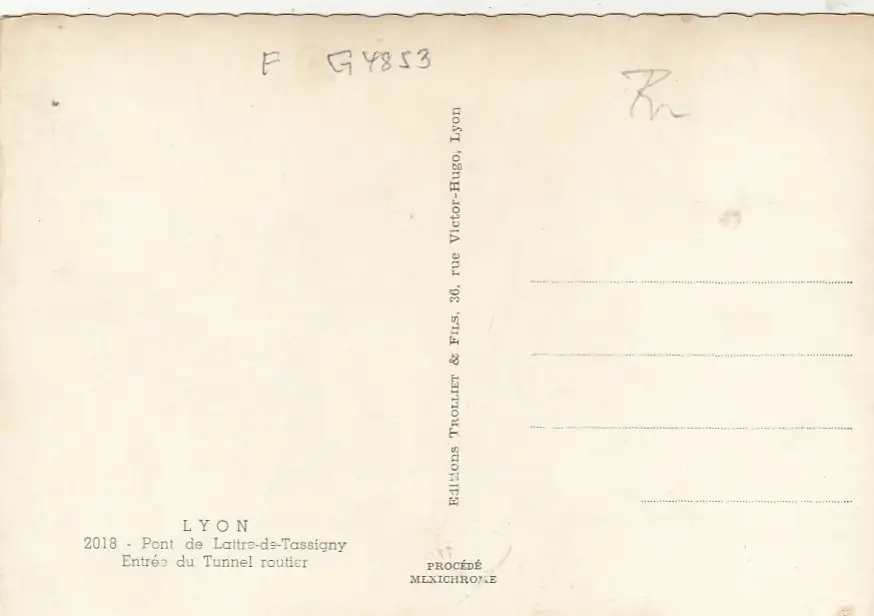 F G4853
Editions TROLLIET & FILS, 36, rue Victor-Hugo, Lyon
LYON
2018 - Pont de Lattre-de-Tassigny
Entrée du Tunnel routier
PROCÉDÉ
MEXICHROME